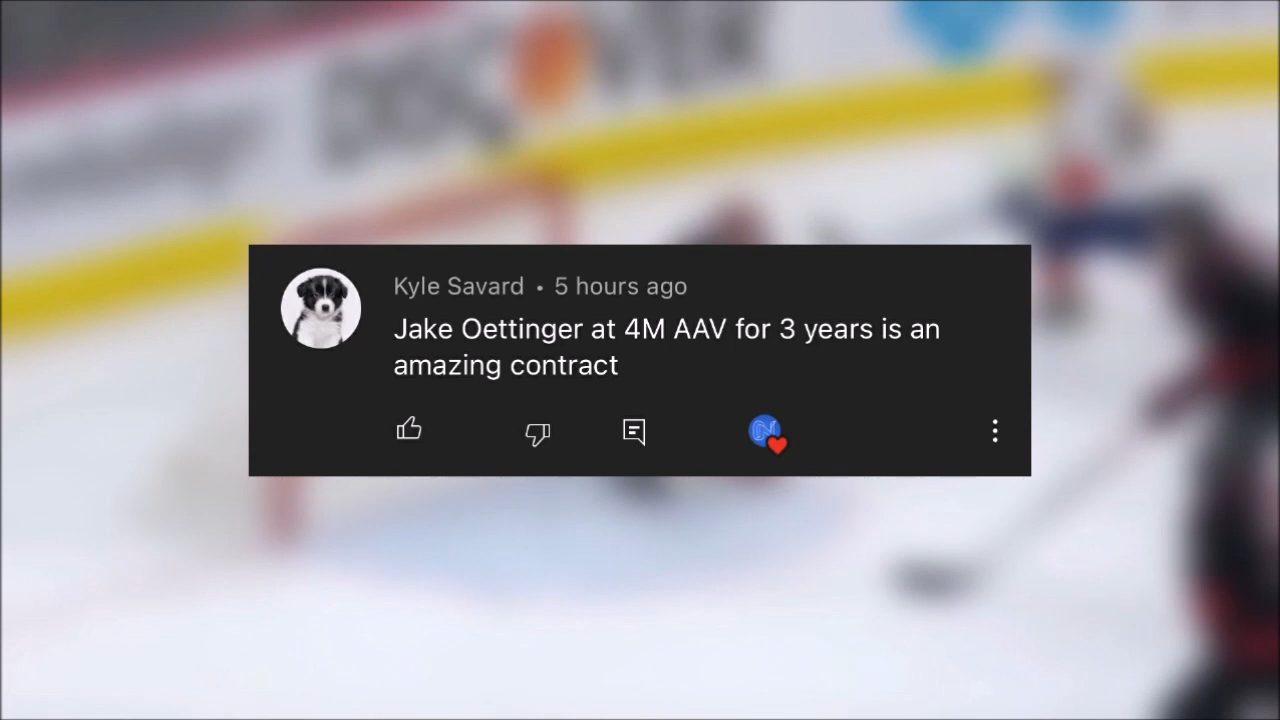 Kyle Savard • 5 hours ago
Jake Oettinger at 4M AAV for 3 years is an
amazing contract